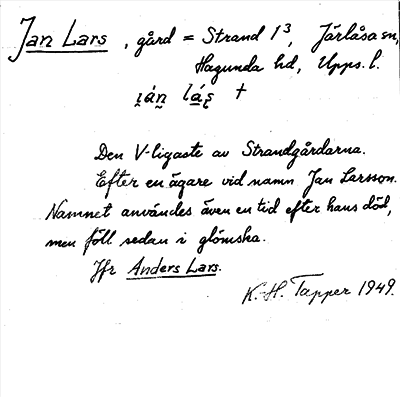 Jan Lars, gård = Strand 1³, Järlåsa sn,
Hagunda hd, Upps. l.
i̯án̥ lás̥ +
Den V-ligaste av Strandgårdarna.
Efter en ägare vid namn Jan Larsson.
Namnet användes även en tid efter hans död,
men föll sedan i glömska.
Jfr Anders Lars.
K.-H. Tapper 1949.